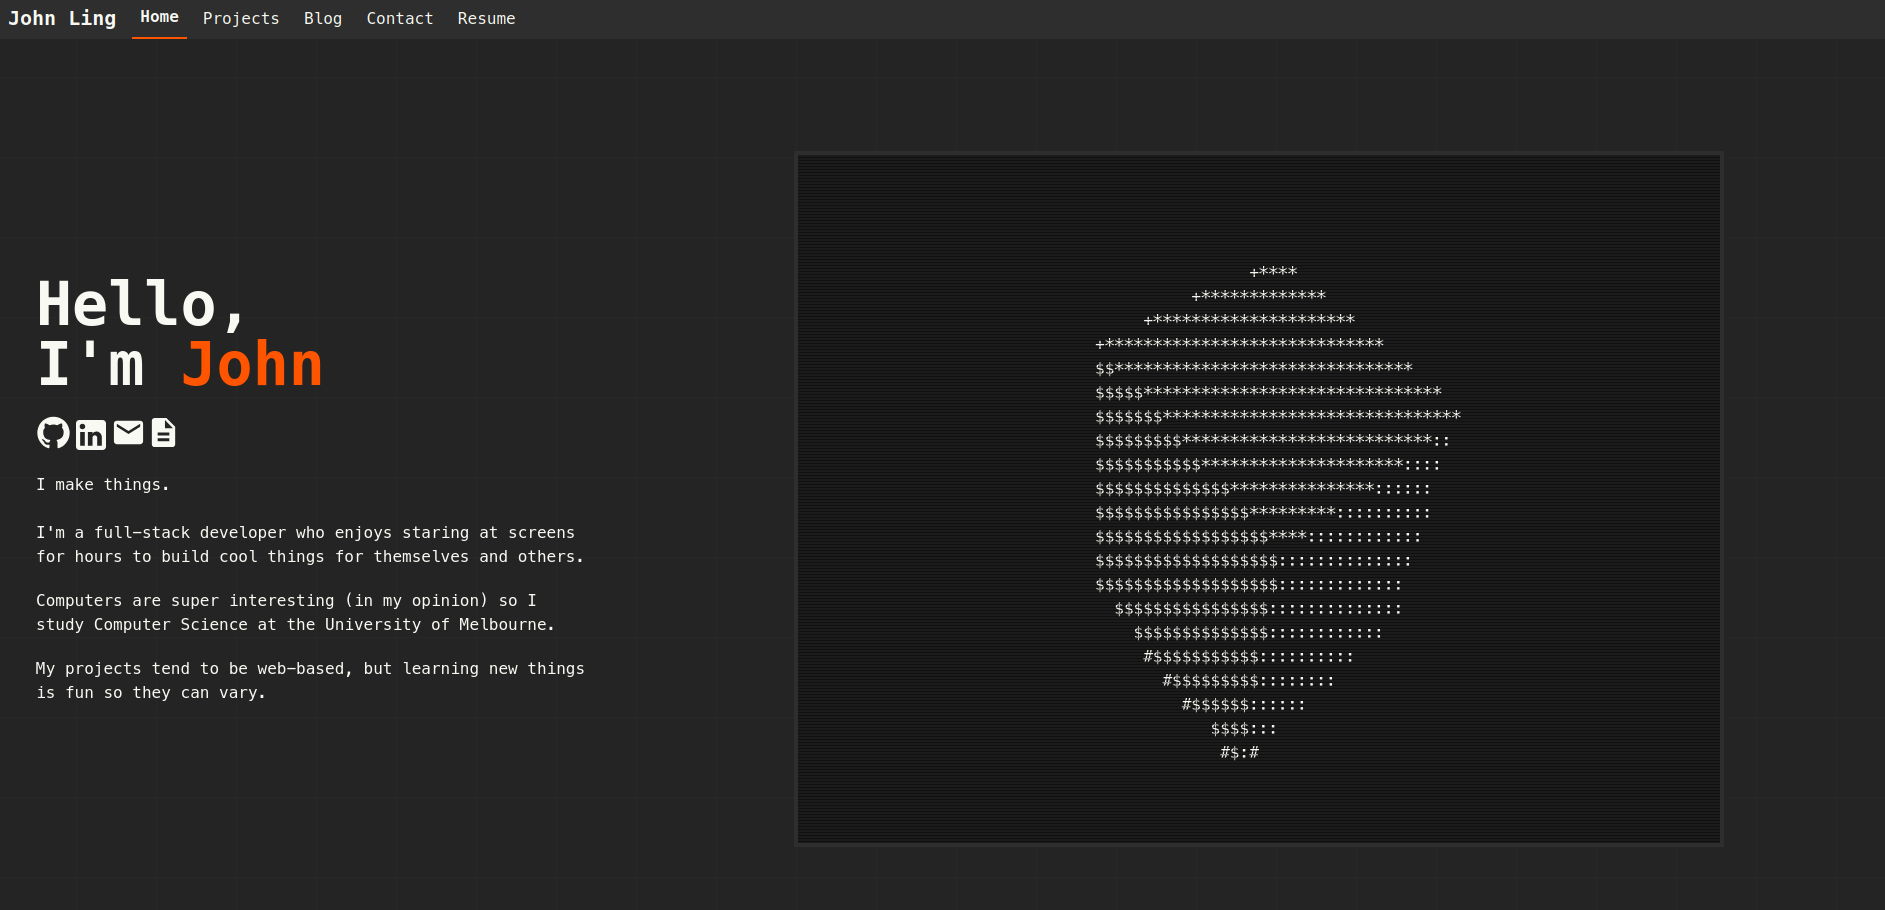 John Ling Home Projects Blog Contact Resume
Hello,
I'm John
I make things.
I'm a full-stack developer who enjoys staring at screens
for hours to build cool things for themselves and others.
Computers are super interesting (in my opinion) so I
study Computer Science at the University of Melbourne.
My projects tend to be web-based, but learning new things
is fun so they can vary.